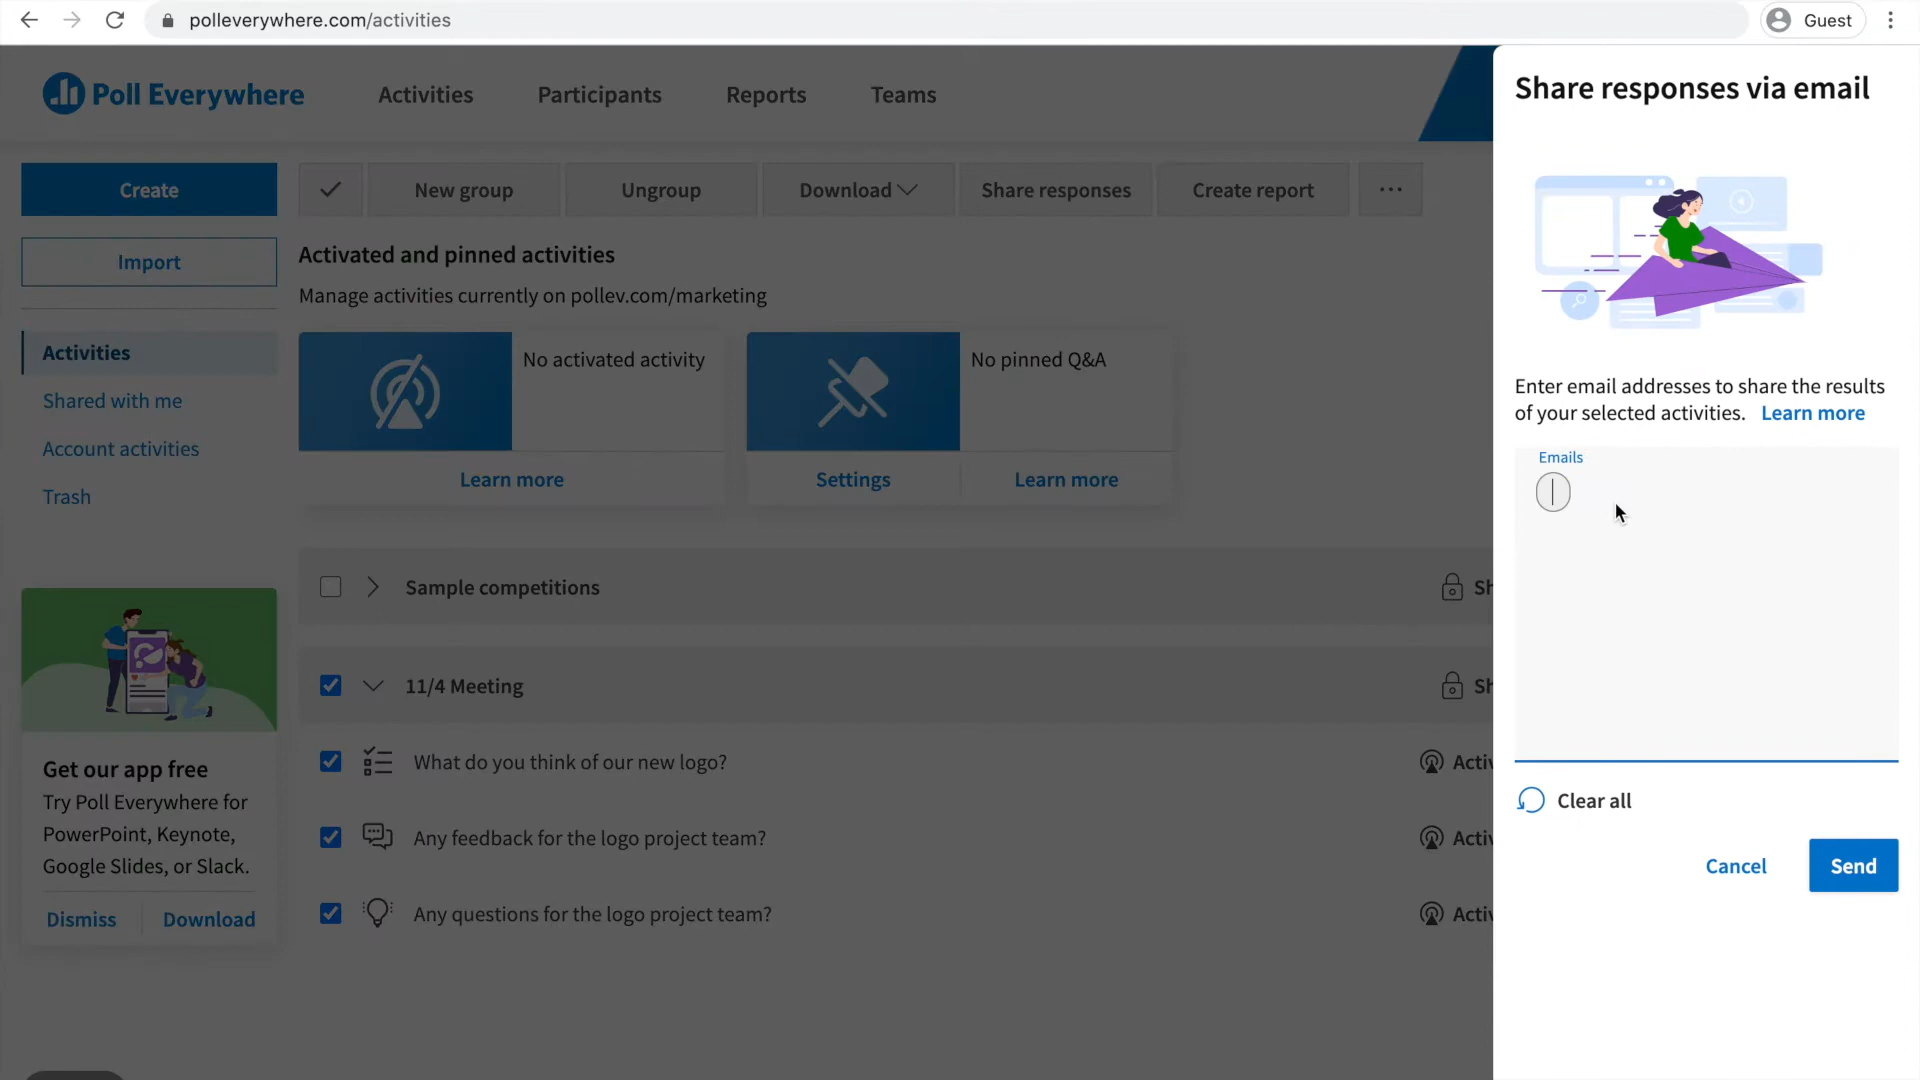 polleverywhere.com/activities
Guest
Poll Everywhere
Activities
Participants
Reports
Teams
Create
New group
Ungroup
Download
Share responses
Create report
Import
Activated and pinned activities
Manage activities currently on pollev.com/marketing
No activated activity
Learn more
No pinned Q&A
Settings
Learn more
Activities
Shared with me
Account activities
Trash
Sample competitions
Sh
11/4 Meeting
Sh
What do you think of our new logo?
Activ
Any feedback for the logo project team?
Activ
Any questions for the logo project team?
Activ
Get our app free
Try Poll Everywhere for
PowerPoint, Keynote,
Google Slides, or Slack.
Dismiss
Download
Share responses via email
Enter email addresses to share the results
of your selected activities. Learn more
Emails
Clear all
Cancel
Send